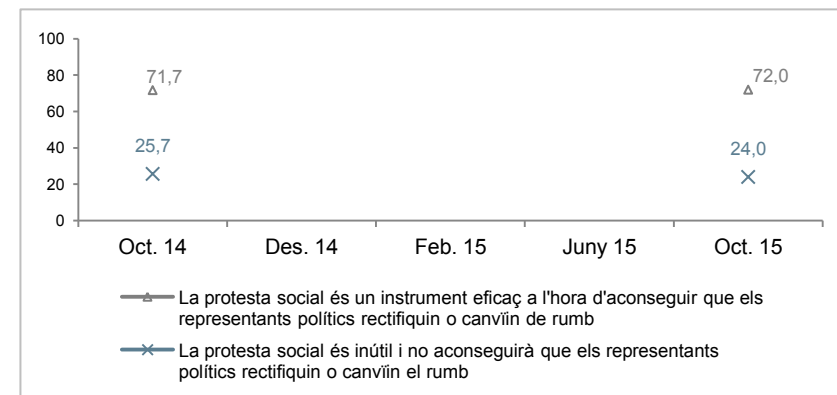 100
80
60
40
20
0
71,7
72,0
25,7
24,0
Oct. 14
Des. 14
Feb. 15
Juny 15
Oct. 15
La protesta social és un instrument eficaç a l'hora d'aconseguir que els
representants polítics rectifiquin o canvïin de rumb
La protesta social és inútil i no aconseguirà que els representants
polítics rectifiquin o canvïin el rumb